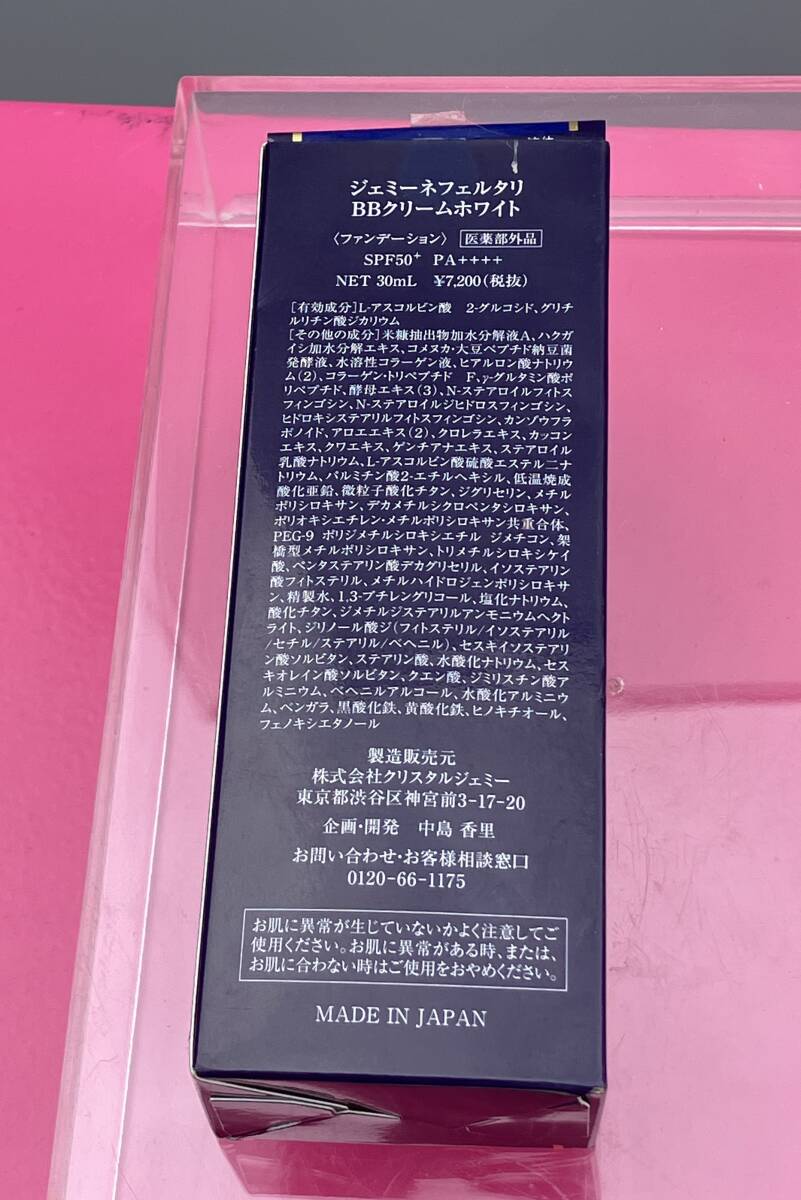 ジェミーネフェルタリ
BBクリームホワイト
〈ファンデーション〉 医薬部外品
SPF50+ PA++++
NET 30mL ¥7,200(税抜)
[有効成分]L-アスコルビン酸 2-グルコシド、グリチ
ルリチン酸ジカリウム
[その他の成分]米糠抽出物加水分解液A、ハクガ
イシ加水分解エキス、コメヌカ・大豆ペプチド納豆菌
発酵液、水溶性コラーゲン液、ヒアルロン酸ナトリウ
ム(2)、コラーゲン・トリペプチド F、γ-グルタミン酸ポ
リペプチド、酵母エキス(3)、N-ステアロイルフィトス
フィンゴシン、N-ステアロイルジヒドロスフィンゴシン、
ヒドロキシステアリルフィトスフィンゴシン、カンゾウフラ
ボノイド、アロエエキス(2)、クロレラエキス、カッコン
エキス、クワエキス、ゲンチアナエキス、ステアロイル
乳酸ナトリウム、L-アスコルビン酸硫酸エステル二ナ
トリウム、パルミチン酸2-エチルヘキシル、低温焼成
酸化亜鉛、微粒子酸化チタン、ジグリセリン、メチル
ポリシロキサン、デカメチルシクロペンタシロキサン、
ポリオキシエチレン・メチルポリシロキサン共重合体、
PEG-9 ポリジメチルシロキシエチル ジメチコン、架
橋型メチルポリシロキサン、トリメチルシロキシケイ
酸、ペンタステアリン酸デカグリセリル、イソステアリン
酸フィトステリル、メチルハイドロジェンポリシロキサ
ン、精製水、1,3-ブチレングリコール、塩化ナトリウム、
酸化チタン、ジメチルジステアリルアンモニウムヘクト
ライト、ジリノール酸ジ(フィトステリル/イソステアリル
/セチル/ステアリル/ベヘニル)、セスキイソステアリ
ン酸ソルビタン、ステアリン酸、水酸化ナトリウム、セス
キオレイン酸ソルビタン、クエン酸、ジミリスチン酸ア
ルミニウム、ベヘニルアルコール、水酸化アルミニウ
ム、ベンガラ、黒酸化鉄、黄酸化鉄、ヒノキチオール、
フェノキシエタノール
製造販売元
株式会社クリスタルジェミー
東京都渋谷区神宮前3-17-20
企画・開発 中島 香里
お問い合わせ・お客様相談窓口
0120-66-1175
お肌に異常が生じていないかよく注意してご
使用ください。お肌に異常がある時、または、
お肌に合わない時はご使用をおやめください。
MADE IN JAPAN